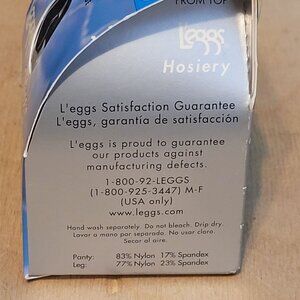 FROM TOP
L'eggs
Hosiery
L'eggs Satisfaction Guarantee
L'eggs, garantía de satisfacción
L'eggs is proud to guarantee
our products against
manufacturing defects.
1-800-92-LEGGS
(1-800-925-3447) M-F
(USA only)
www.leggs.com
Hand wash separately. Do not bleach. Drip dry.
Lavar a mano por separado. No usar cloro.
Secar al aire.
Panty: 83% Nylon 17% Spandex
Leg: 77% Nylon 23% Spandex